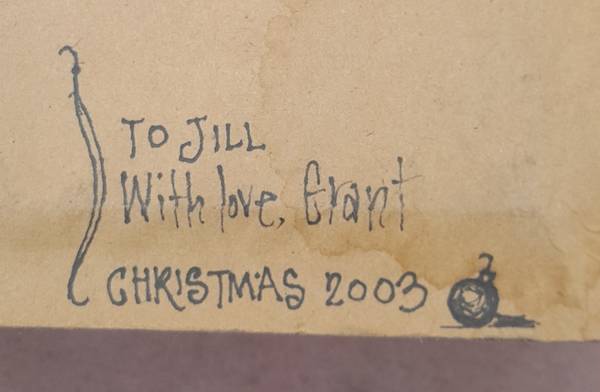 TO JILL
With love, Grant
CHRISTMAS 2003